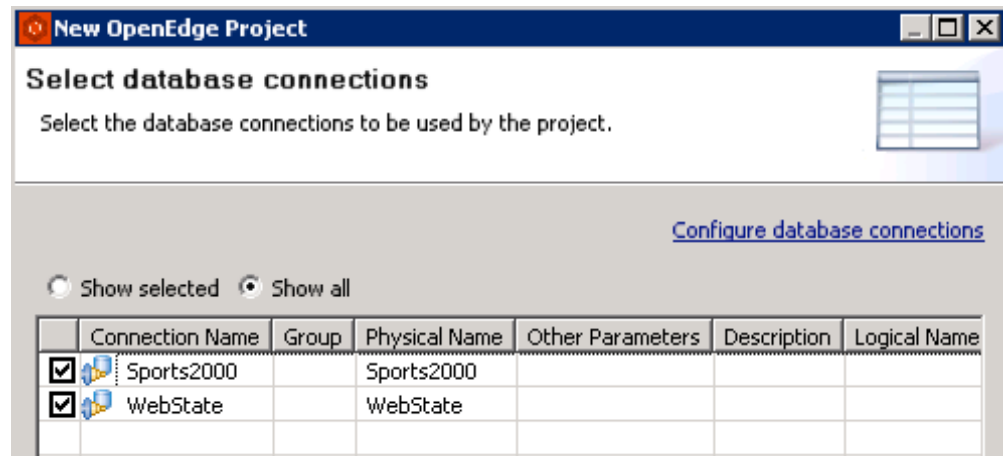 New OpenEdge Project
Select database connections
Select the database connections to be used by the project.
Configure database connections
Show selected Show all
Connection Name Group Physical Name Other Parameters Description Logical Name
Sports2000 Sports2000
WebState WebState